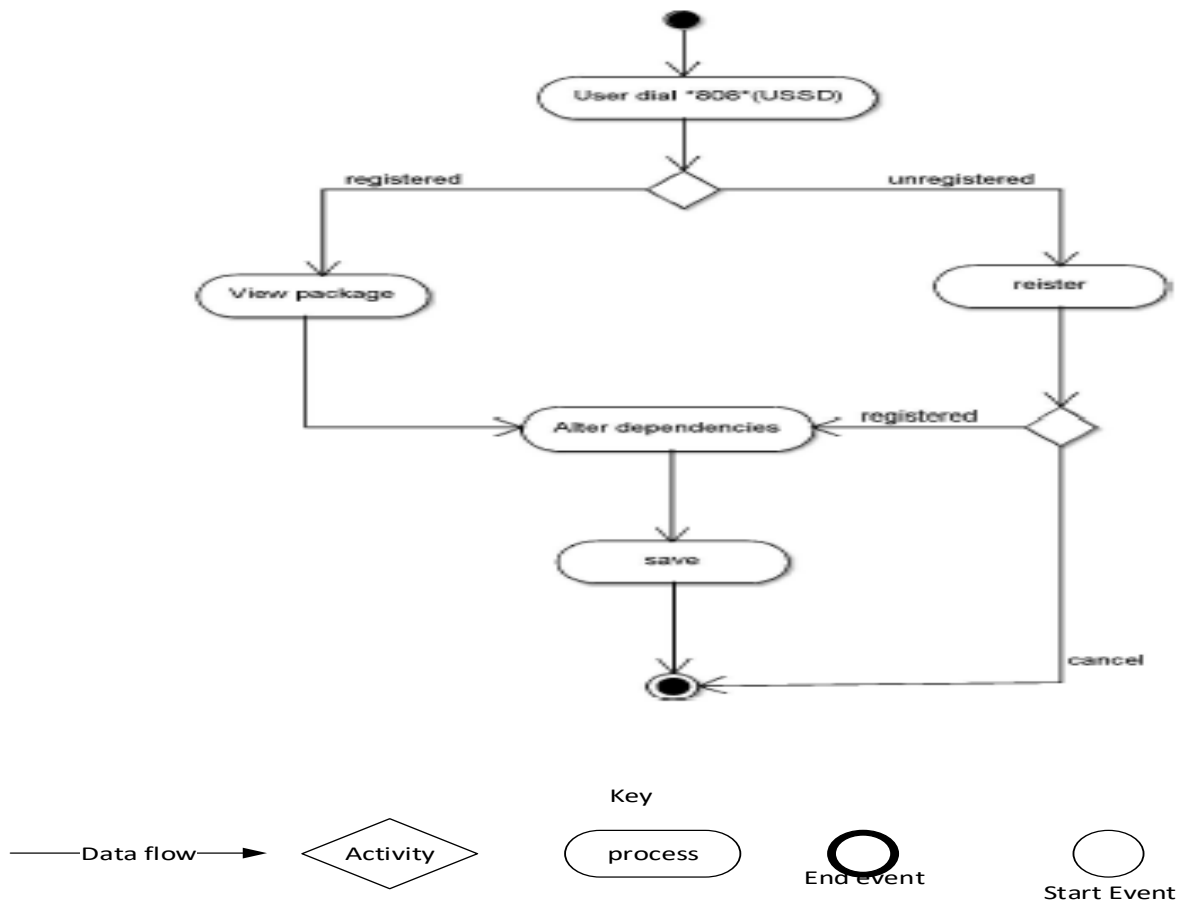 User dial *806*(USSD)
registered
unregistered
View package
reister
Alter dependencies
registered
save
cancel
Key
Data flow
Activity
process
End event
Start Event